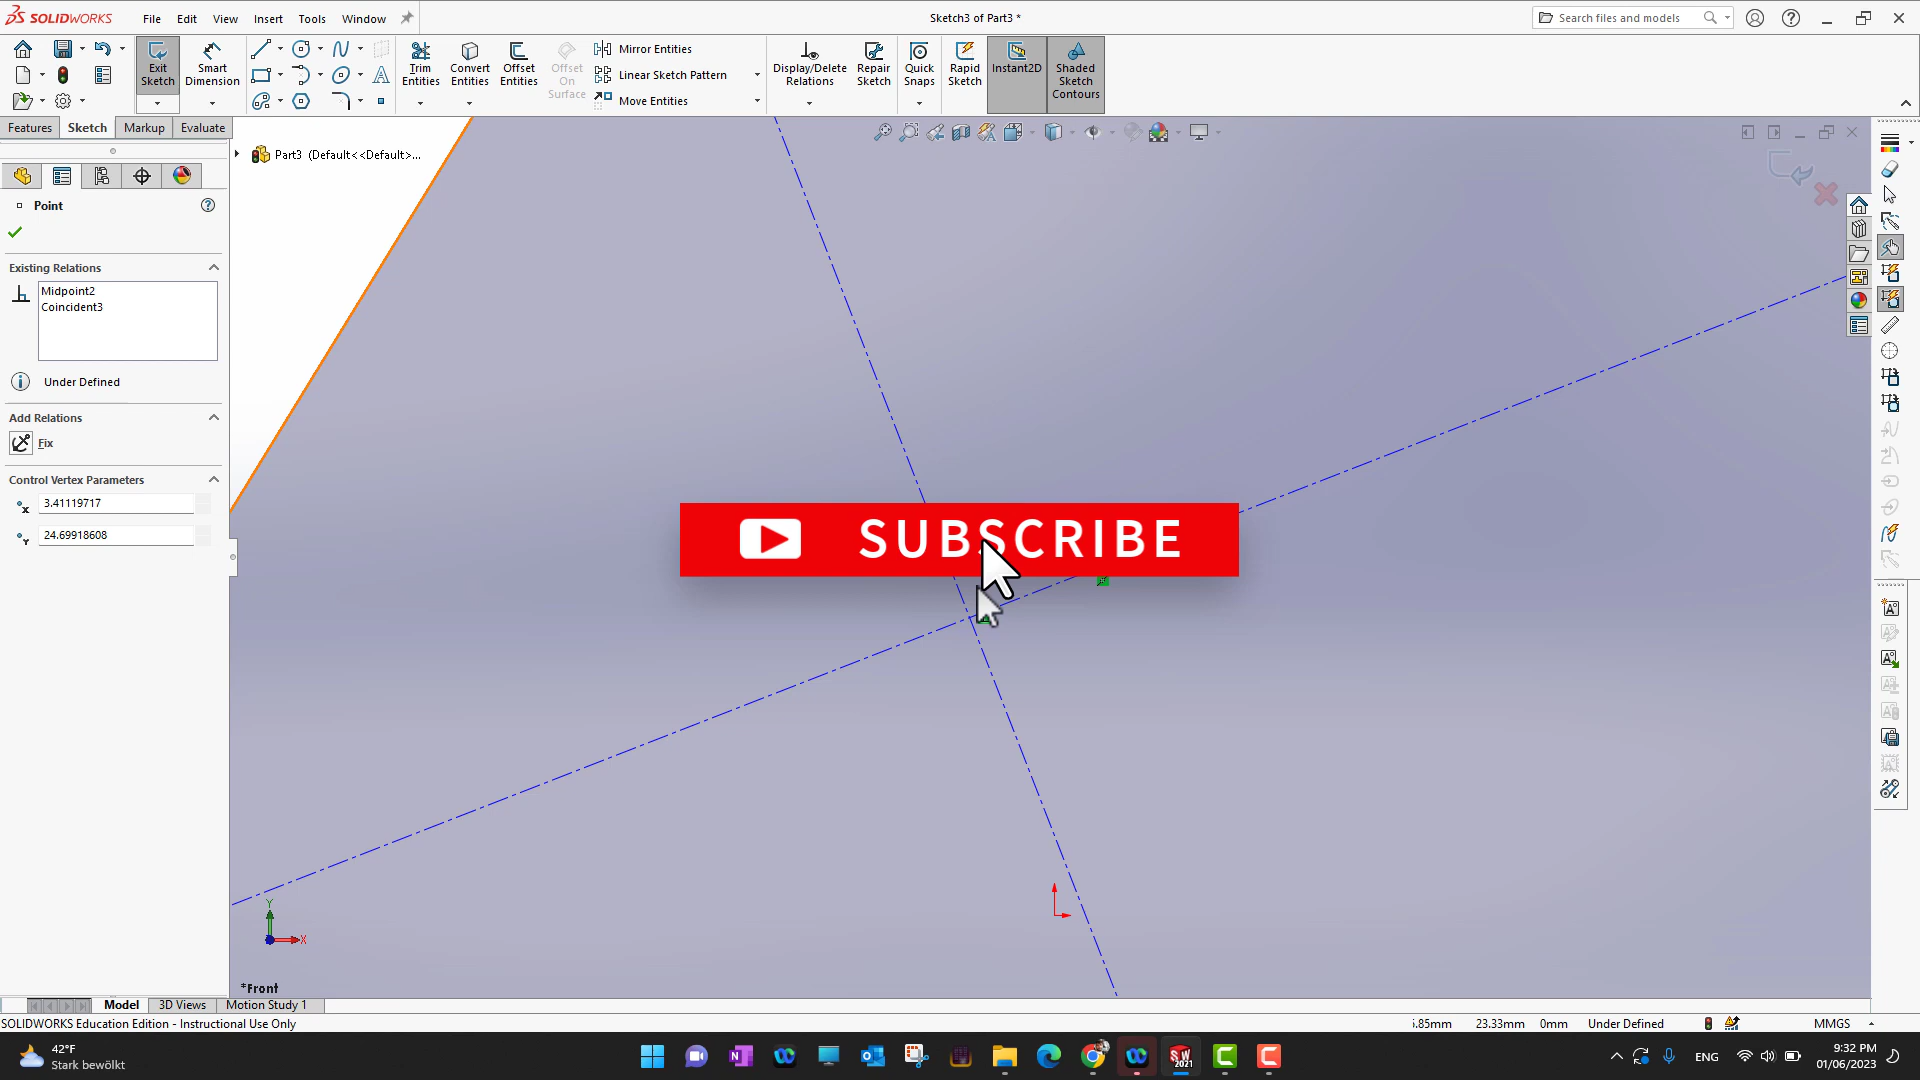 SOLIDWORKS
File
Edit
View
Insert
Tools
Window
Sketch3 of Part3 *
Search files and models
Exit Sketch
Smart Dimension
Trim Entities
Convert Entities
Offset Entities
Offset On Surface
Mirror Entities
Linear Sketch Pattern
Move Entities
Display/Delete Relations
Repair Sketch
Quick Snaps
Rapid Sketch
Instant2D
Shaded Sketch Contours
Features
Sketch
Markup
Evaluate
Part3 (Default<<Default>...
Point
Existing Relations
Midpoint2
Coincident3
Under Defined
Add Relations
Fix
Control Vertex Parameters
3.41119717
24.69918608
SUBSCRIBE
Y
X
*Front
Model
3D Views
Motion Study 1
SOLIDWORKS Education Edition - Instructional Use Only
23.33mm
0mm
Under Defined
MMGS
42°F
Stark bewölkt
ENG
9:32 PM
01/06/2023